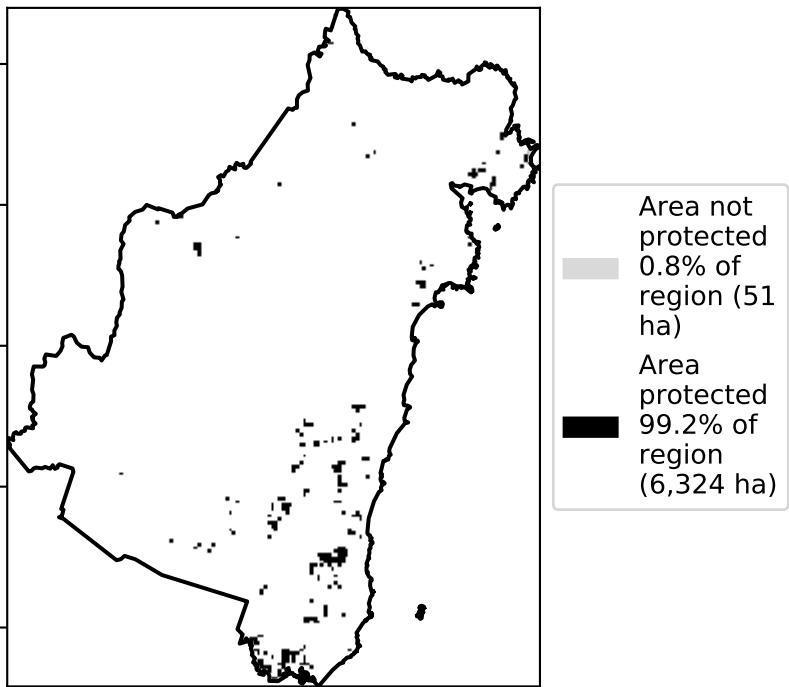 Area not
protected
0.8% of
region (51
ha)
Area
protected
99.2% of
region
(6,324 ha)